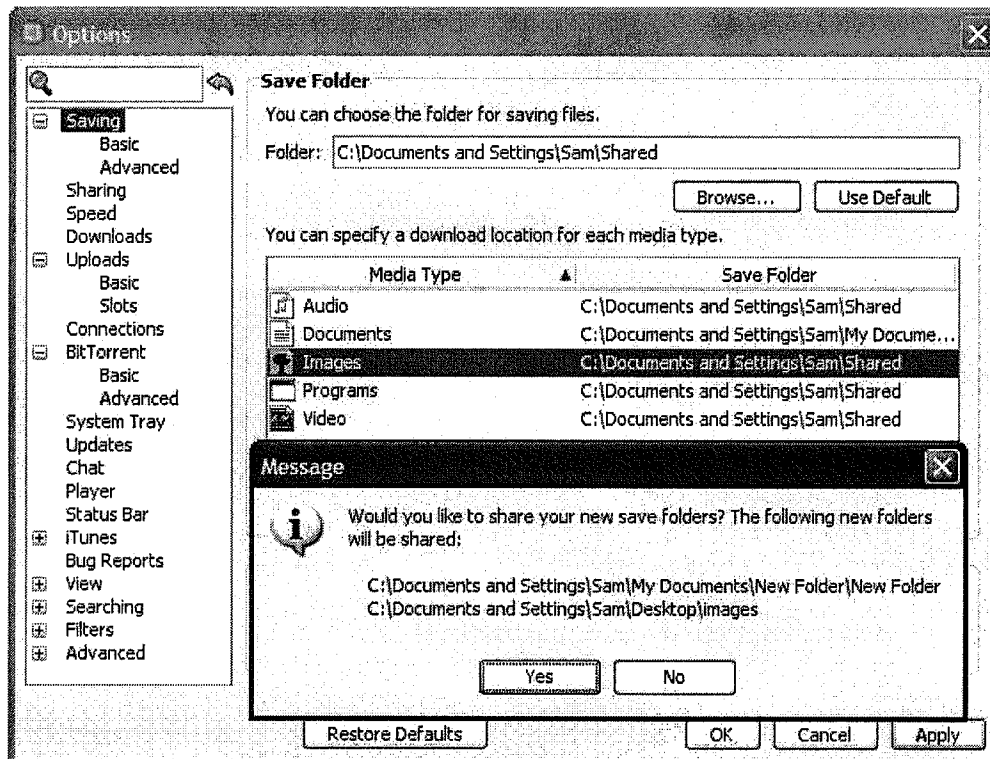 Options
Saving
Basic
Advanced
Sharing
Speed
Downloads
Uploads
Basic
Slots
Connections
BitTorrent
Basic
Advanced
System Tray
Updates
Chat
Player
Status Bar
iTunes
Bug Reports
View
Searching
Filters
Advanced
Save Folder
You can choose the folder for saving files.
Folder: C:\Documents and Settings\Sam\Shared
Browse... Use Default
You can specify a download location for each media type.
Media Type Save Folder
Audio C:\Documents and Settings\Sam\Shared
Documents C:\Documents and Settings\Sam\My Docume...
Images C:\Documents and Settings\Sam\Shared
Programs C:\Documents and Settings\Sam\Shared
Video C:\Documents and Settings\Sam\Shared
Message
Would you like to share your new save folders? The following new folders
will be shared:
C:\Documents and Settings\Sam\My Documents\New Folder\New Folder
C:\Documents and Settings\Sam\Desktop\images
Yes No
Restore Defaults OK Cancel Apply